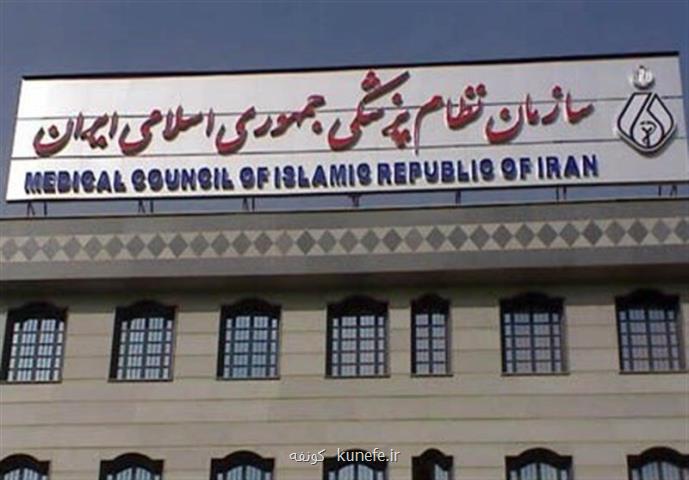 سازمان نظام پزشکی جمهوری اسلامی ایران
MEDICAL COUNCIL OF ISLAMIC REPUBLIC OF IRAN
کونفه kunefe.ir